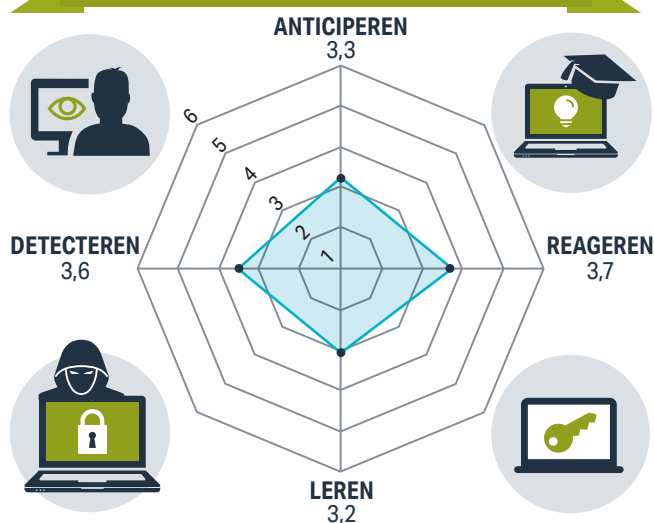 ANTICIPEREN
3,3
6
5
4
3
2
1
DETECTEREN
3,6
REAGEREN
3,7
LEREN
3,2